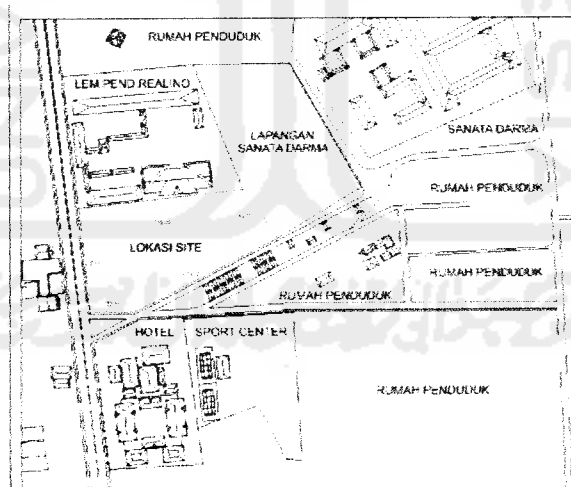 RUMAH PENDUDUK
LEM PEND REALINO
LAPANGAN
SANATA DARMA
SANATA DARMA
RUMAH PENDUDUK
LOKASI SITE
RUMAH PENDUDUK
RUMAH PENDUDUK
HOTEL
SPORT CENTER
RUMAH PENDUDUK